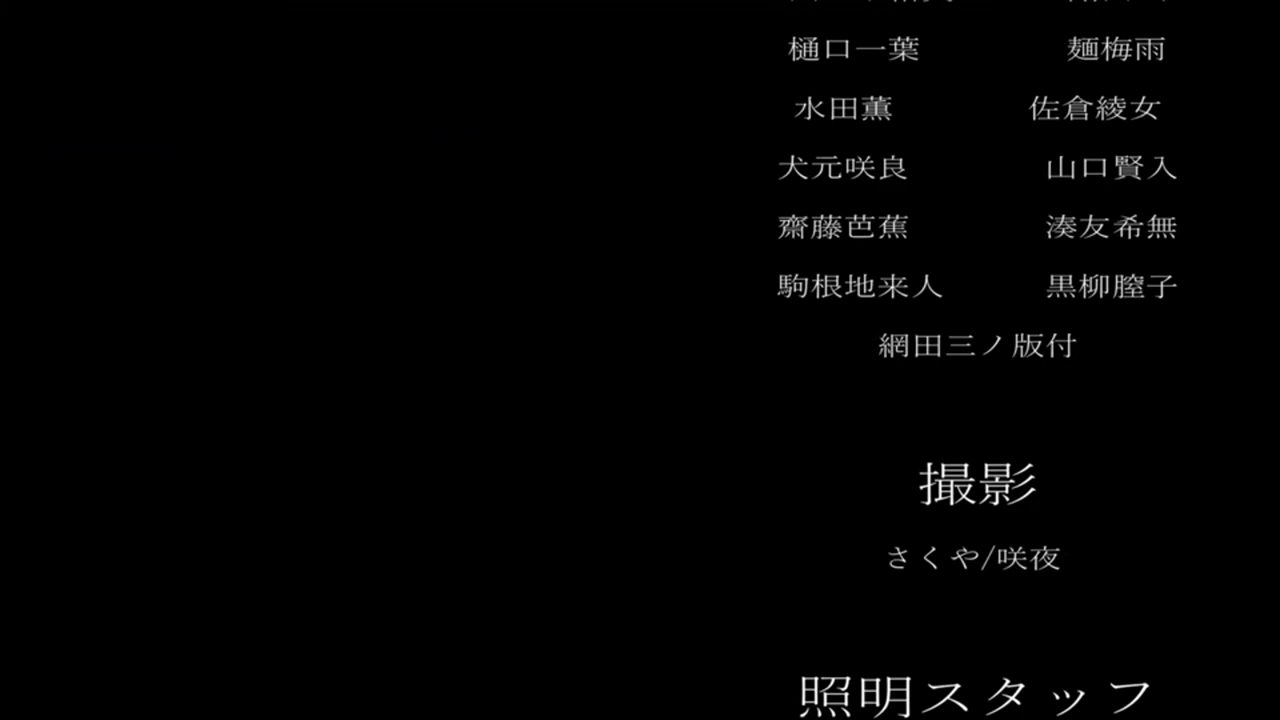 樋口一葉 麺梅雨
水田薫 佐倉綾女
犬元咲良 山口賢入
齋藤芭蕉 湊友希無
駒根地来人 黒柳膣子
網田三ノ版付
撮影
さくや/咲夜
照明スタッフ